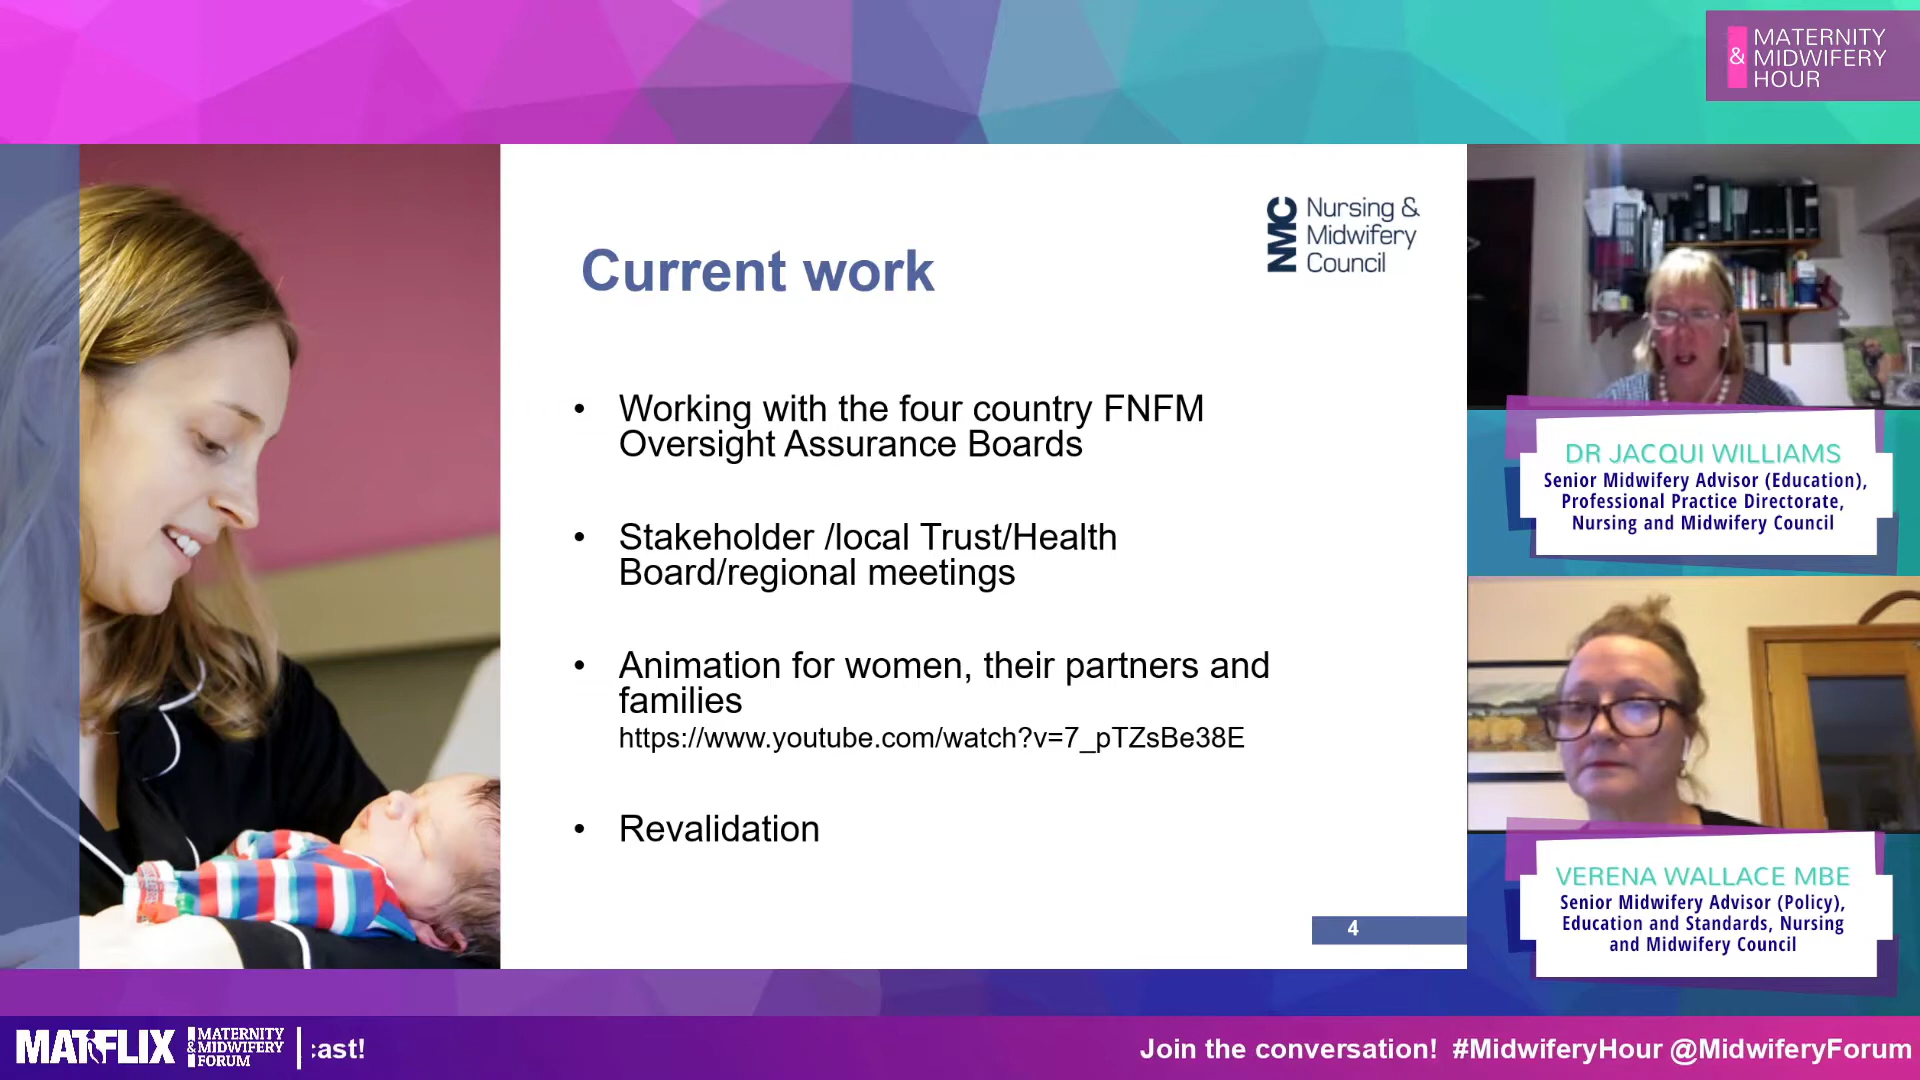 &
MATERNITY
MIDWIFERY
HOUR
NMC
Nursing &
Midwifery
Council
Current work
• Working with the four country FNFM
Oversight Assurance Boards
• Stakeholder /local Trust/Health
Board/regional meetings
• Animation for women, their partners and
families
https://www.youtube.com/watch?v=7_pTZsBe38E
• Revalidation
4
DR JACQUI WILLIAMS
Senior Midwifery Advisor (Education),
Professional Practice Directorate,
Nursing and Midwifery Council
VERENA WALLACE MBE
Senior Midwifery Advisor (Policy),
Education and Standards, Nursing
and Midwifery Council
MATFLIX
MATERNITY
& MIDWIFERY
FORUM
ast!
Join the conversation! #MidwiferyHour @MidwiferyForum